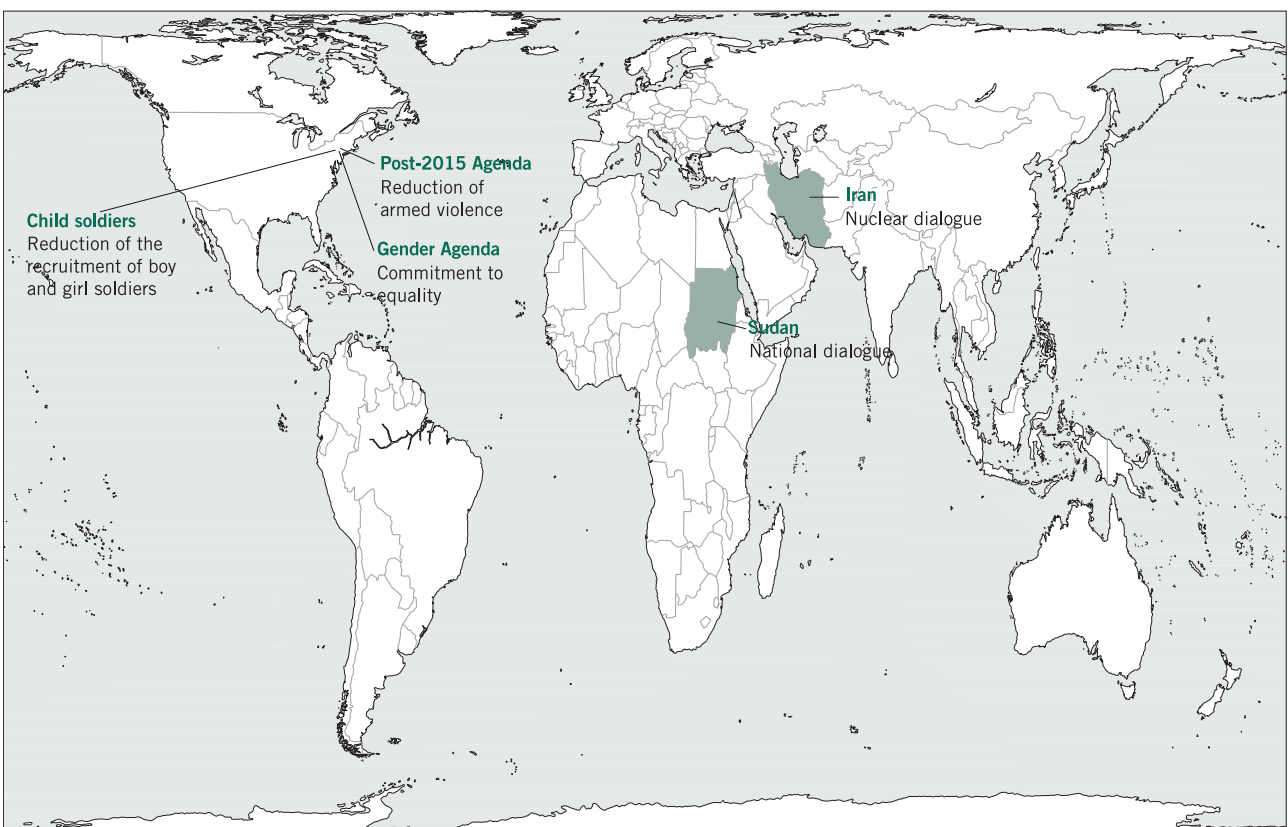 Post-2015 Agenda
Reduction of
armed violence
Child soldiers
Reduction of the
recruitment of boy
and girl soldiers
Gender Agenda
Commitment to
equality
Iran
Nuclear dialogue
Sudan
National dialogue